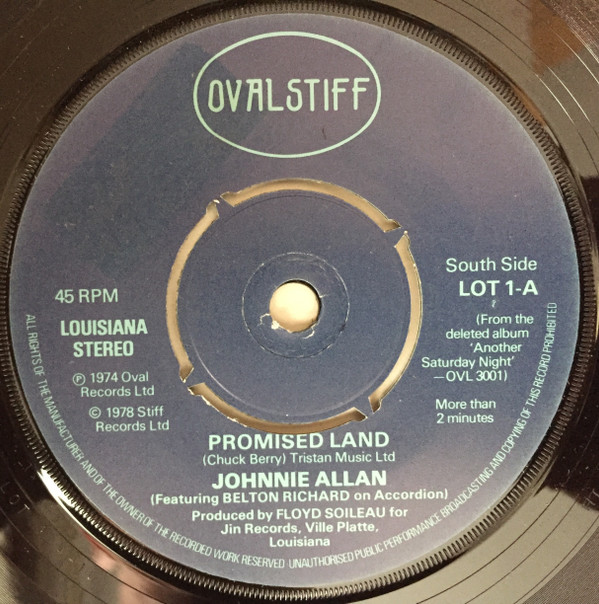 OVALSTIFF
45 RPM
LOUISIANA
STEREO
℗ 1974 Oval
Records Ltd
© 1978 Stiff
Records Ltd
South Side
LOT 1-A
(From the
deleted album
'Another
Saturday Night'
—OVL 3001)
More than
2 minutes
PROMISED LAND
(Chuck Berry) Tristan Music Ltd
JOHNNIE ALLAN
(Featuring BELTON RICHARD on Accordion)
Produced by FLOYD SOILEAU for
Jin Records, Ville Platte,
Louisiana
ALL RIGHTS OF THE MANUFACTURER AND OF THE OWNER OF THE RECORDED WORK RESERVED UNAUTHORISED PUBLIC PERFORMANCE BROADCASTING AND COPYING OF THIS RECORD PROHIBITED